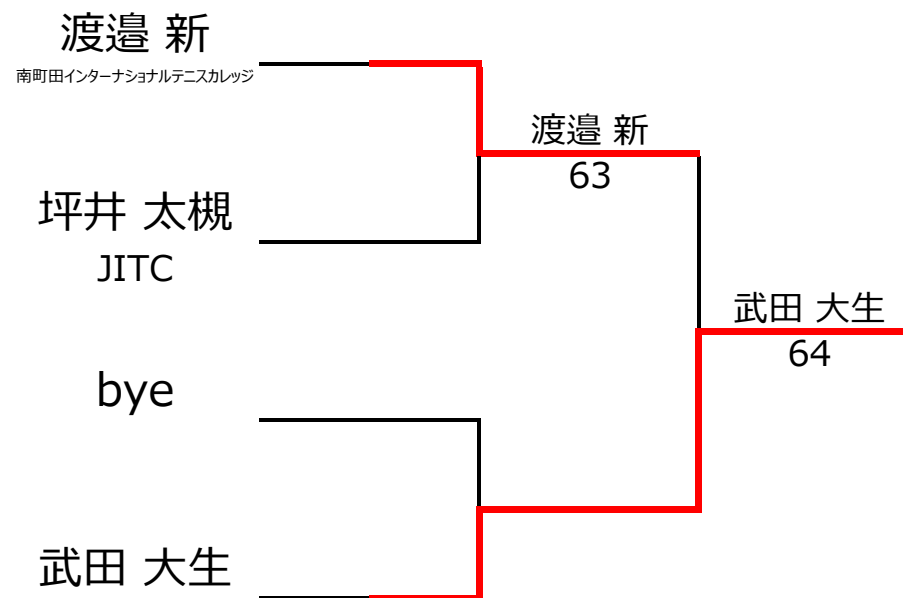 渡邉 新
南町田インターナショナルテニスカレッジ
渡邉 新
63
坪井 太槻
JITC
武田 大生
64
bye
武田 大生